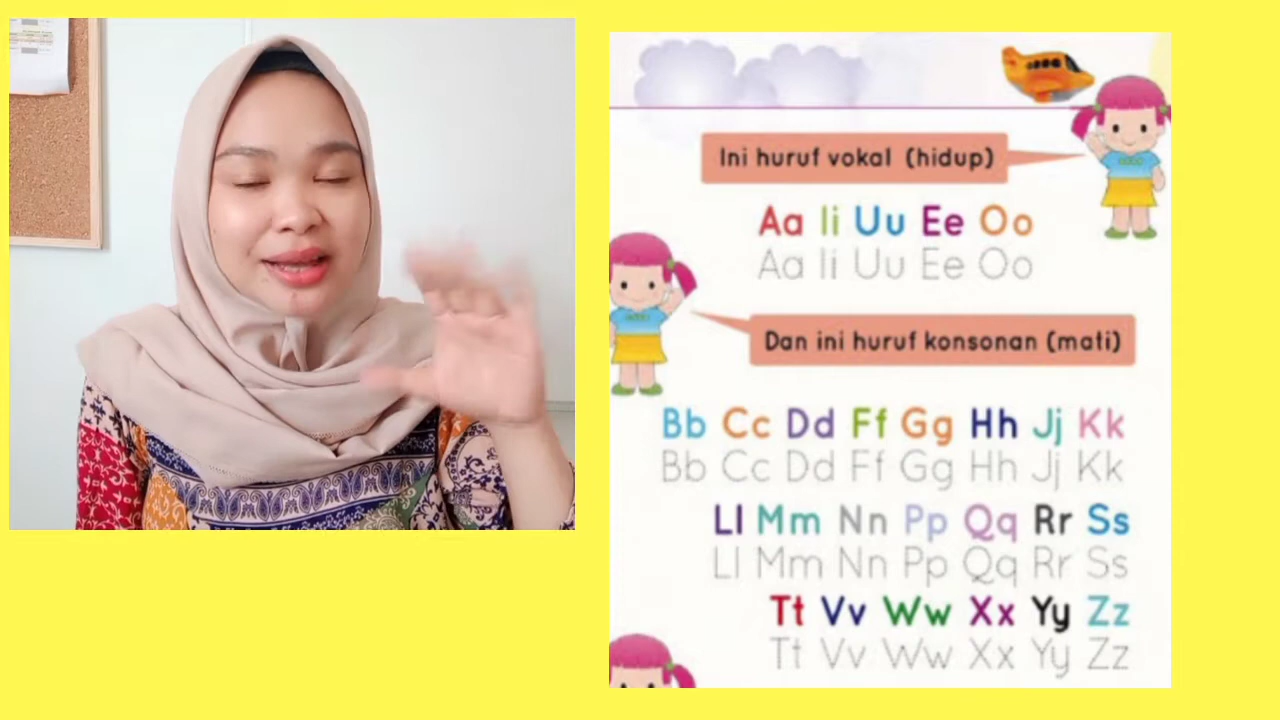 Ini huruf vokal (hidup)
Aa Ii Uu Ee Oo
Aa Ii Uu Ee Oo
Dan ini huruf konsonan (mati)
Bb Cc Dd Ff Gg Hh Jj Kk
Bb Cc Dd Ff Gg Hh Jj Kk
Ll Mm Nn Pp Qq Rr Ss
Ll Mm Nn Pp Qq Rr Ss
Tt Vv Ww Xx Yy Zz
Tt Vv Ww Xx Yy Zz